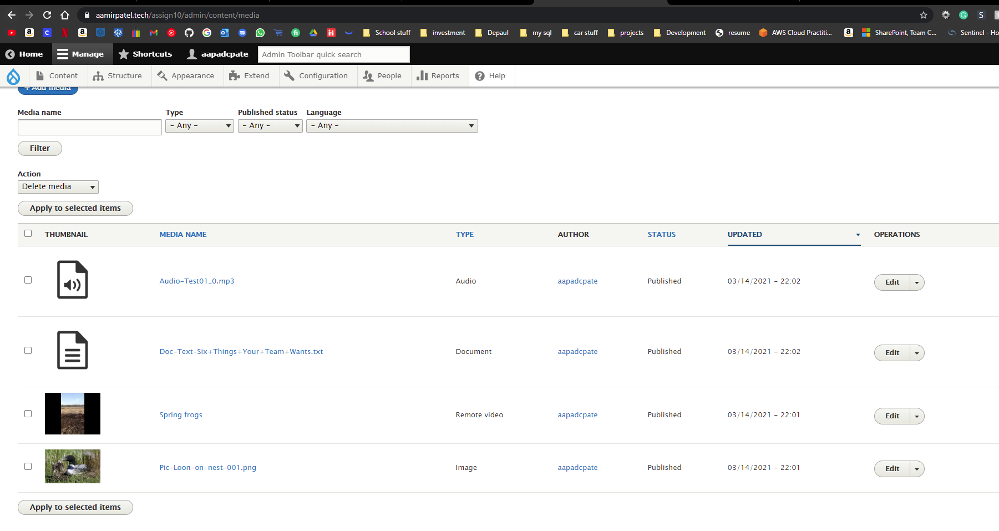 aamirpatel.tech/assign10/admin/content/media
School stuff investment Depaul my sql car stuff projects Development resume AWS Cloud Practiti... SharePoint, Team C... Sentinel - Ho
Home Manage Shortcuts aapadcpate Admin Toolbar quick search
Content Structure Appearance Extend Configuration People Reports Help
+ Add media
Media name Type Published status Language
- Any - - Any - - Any -
Filter
Action
Delete media
Apply to selected items
THUMBNAIL MEDIA NAME TYPE AUTHOR STATUS UPDATED OPERATIONS
Audio-Test01_0.mp3 Audio aapadcpate Published 03/14/2021 - 22:02 Edit
Doc-Text-Six+Things+Your+Team+Wants.txt Document aapadcpate Published 03/14/2021 - 22:02 Edit
Spring frogs Remote video aapadcpate Published 03/14/2021 - 22:01 Edit
Pic-Loon-on-nest-001.png Image aapadcpate Published 03/14/2021 - 22:01 Edit
Apply to selected items